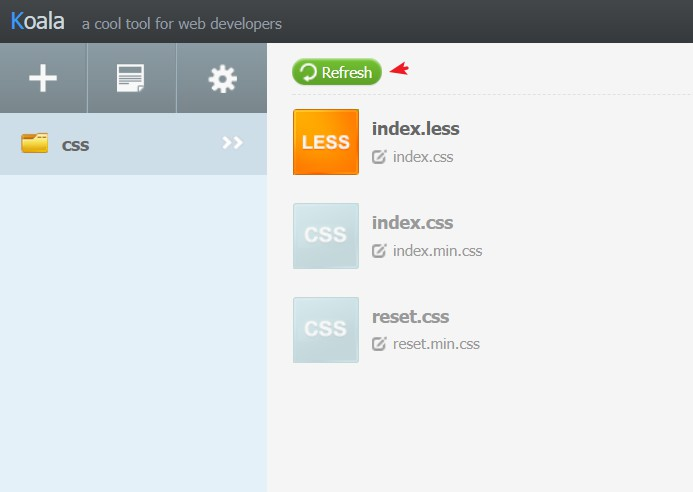 Koala a cool tool for web developers
Refresh
css
LESS
index.less
index.css
CSS
index.css
index.min.css
CSS
reset.css
reset.min.css